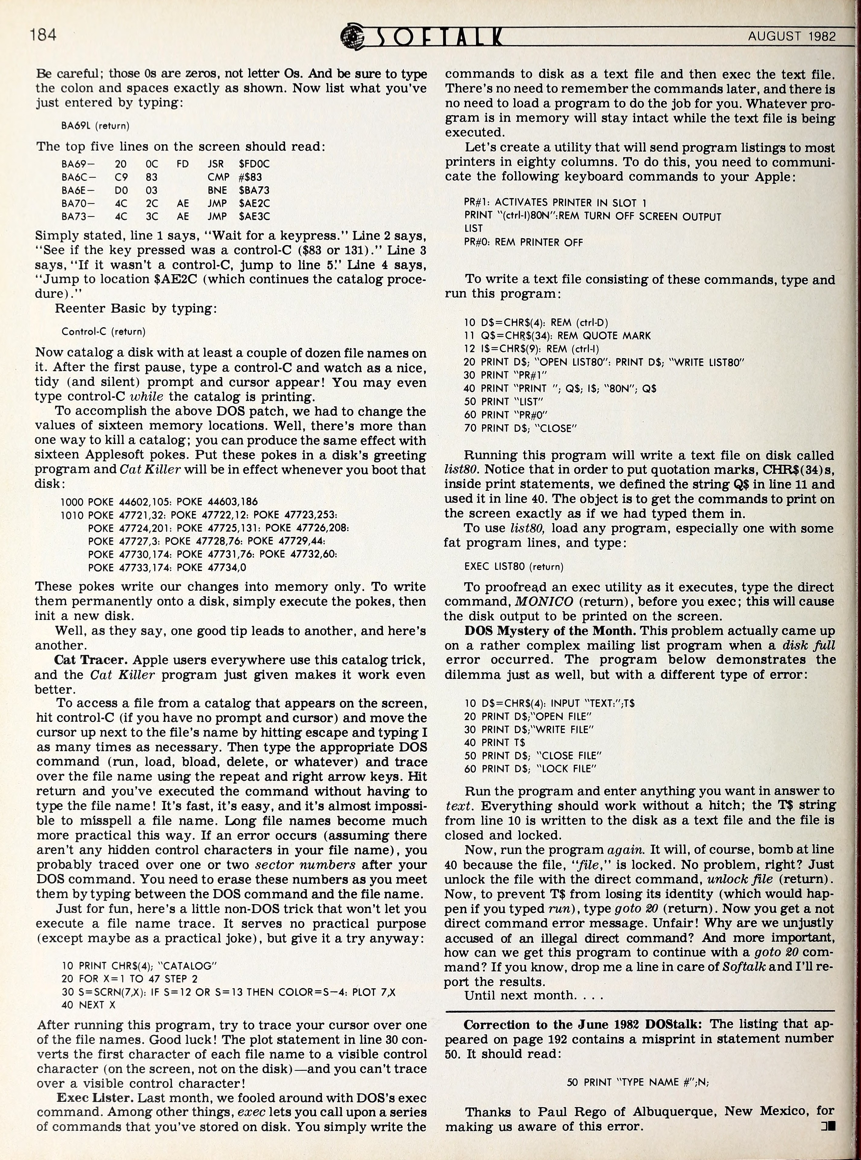 184
SOFTALK
AUGUST 1982
Be careful; those 0s are zeros, not letter Os. And be sure to type
the colon and spaces exactly as shown. Now list what you've
just entered by typing:
BA69L (return)
The top five lines on the screen should read:
BA69– 20 0C FD JSR $FD0C
BA6C– C9 83 CMP #$83
BA6E– D0 03 BNE $BA73
BA70– 4C 2C AE JMP $AE2C
BA73– 4C 3C AE JMP $AE3C
Simply stated, line 1 says, "Wait for a keypress." Line 2 says,
"See if the key pressed was a control-C ($83 or 131)." Line 3
says, "If it wasn't a control-C, jump to line 5." Line 4 says,
"Jump to location $AE2C (which continues the catalog proce-
dure)."
Reenter Basic by typing:
Control-C (return)
Now catalog a disk with at least a couple of dozen file names on
it. After the first pause, type a control-C and watch as a nice,
tidy (and silent) prompt and cursor appear! You may even
type control-C while the catalog is printing.
To accomplish the above DOS patch, we had to change the
values of sixteen memory locations. Well, there's more than
one way to kill a catalog; you can produce the same effect with
sixteen Applesoft pokes. Put these pokes in a disk's greeting
program and Cat Killer will be in effect whenever you boot that
disk:
1000 POKE 44602,105: POKE 44603,186
1010 POKE 47721,32: POKE 47722,12: POKE 47723,253:
POKE 47724,201: POKE 47725,131: POKE 47726,208:
POKE 47727,3: POKE 47728,76: POKE 47729,44:
POKE 47730,174: POKE 47731,76: POKE 47732,60:
POKE 47733,174: POKE 47734,0
These pokes write our changes into memory only. To write
them permanently onto a disk, simply execute the pokes, then
init a new disk.
Well, as they say, one good tip leads to another, and here's
another.
Cat Tracer. Apple users everywhere use this catalog trick,
and the Cat Killer program just given makes it work even
better.
To access a file from a catalog that appears on the screen,
hit control-C (if you have no prompt and cursor) and move the
cursor up next to the file's name by hitting escape and typing I
as many times as necessary. Then type the appropriate DOS
command (run, load, bload, delete, or whatever) and trace
over the file name using the repeat and right arrow keys. Hit
return and you've executed the command without having to
type the file name! It's fast, it's easy, and it's almost impossi-
ble to misspell a file name. Long file names become much
more practical this way. If an error occurs (assuming there
aren't any hidden control characters in your file name), you
probably traced over one or two sector numbers after your
DOS command. You need to erase these numbers as you meet
them by typing between the DOS command and the file name.
Just for fun, here's a little non-DOS trick that won't let you
execute a file name trace. It serves no practical purpose
(except maybe as a practical joke), but give it a try anyway:
10 PRINT CHR$(4); "CATALOG"
20 FOR X=1 TO 47 STEP 2
30 S=SCRN(7,X): IF S=12 OR S=13 THEN COLOR=S–4: PLOT 7,X
40 NEXT X
After running this program, try to trace your cursor over one
of the file names. Good luck! The plot statement in line 30 con-
verts the first character of each file name to a visible control
character (on the screen, not on the disk)—and you can't trace
over a visible control character!
Exec Lister. Last month, we fooled around with DOS's exec
command. Among other things, exec lets you call upon a series
of commands that you've stored on disk. You simply write the
commands to disk as a text file and then exec the text file.
There's no need to remember the commands later, and there is
no need to load a program to do the job for you. Whatever pro-
gram is in memory will stay intact while the text file is being
executed.
Let's create a utility that will send program listings to most
printers in eighty columns. To do this, you need to communi-
cate the following keyboard commands to your Apple:
PR#1: ACTIVATES PRINTER IN SLOT 1
PRINT "(ctrl-I)80N":REM TURN OFF SCREEN OUTPUT
LIST
PR#0: REM PRINTER OFF
To write a text file consisting of these commands, type and
run this program:
10 D$=CHR$(4): REM (ctrl-D)
11 Q$=CHR$(34): REM QUOTE MARK
12 I$=CHR$(9): REM (ctrl-I)
20 PRINT D$; "OPEN LIST80": PRINT D$; "WRITE LIST80"
30 PRINT "PR#1"
40 PRINT "PRINT "; Q$; I$; "80N"; Q$
50 PRINT "LIST"
60 PRINT "PR#0"
70 PRINT D$; "CLOSE"
Running this program will write a text file on disk called
list80. Notice that in order to put quotation marks, CHR$(34)s,
inside print statements, we defined the string Q$ in line 11 and
used it in line 40. The object is to get the commands to print on
the screen exactly as if we had typed them in.
To use list80, load any program, especially one with some
fat program lines, and type:
EXEC LIST80 (return)
To proofread an exec utility as it executes, type the direct
command, MONICO (return), before you exec; this will cause
the disk output to be printed on the screen.
DOS Mystery of the Month. This problem actually came up
on a rather complex mailing list program when a disk full
error occurred. The program below demonstrates the
dilemma just as well, but with a different type of error:
10 D$=CHR$(4): INPUT "TEXT:";T$
20 PRINT D$;"OPEN FILE"
30 PRINT D$;"WRITE FILE"
40 PRINT T$
50 PRINT D$; "CLOSE FILE"
60 PRINT D$; "LOCK FILE"
Run the program and enter anything you want in answer to
text. Everything should work without a hitch; the T$ string
from line 10 is written to the disk as a text file and the file is
closed and locked.
Now, run the program again. It will, of course, bomb at line
40 because the file, "file," is locked. No problem, right? Just
unlock the file with the direct command, unlock file (return).
Now, to prevent T$ from losing its identity (which would hap-
pen if you typed run), type goto 20 (return). Now you get a not
direct command error message. Unfair! Why are we unjustly
accused of an illegal direct command? And more important,
how can we get this program to continue with a goto 20 com-
mand? If you know, drop me a line in care of Softalk and I'll re-
port the results.
Until next month. . . .
Correction to the June 1982 DOStalk: The listing that ap-
peared on page 192 contains a misprint in statement number
50. It should read:
50 PRINT "TYPE NAME #";N;
Thanks to Paul Rego of Albuquerque, New Mexico, for
making us aware of this error.